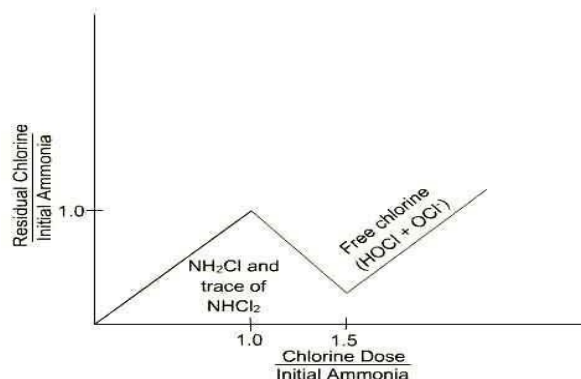 Residual Chlorine
Initial Ammonia
1.0
NH₂Cl and
trace of
NHCl₂
Free chlorine
(HOCl + OCl⁻)
1.0
1.5
Chlorine Dose
Initial Ammonia